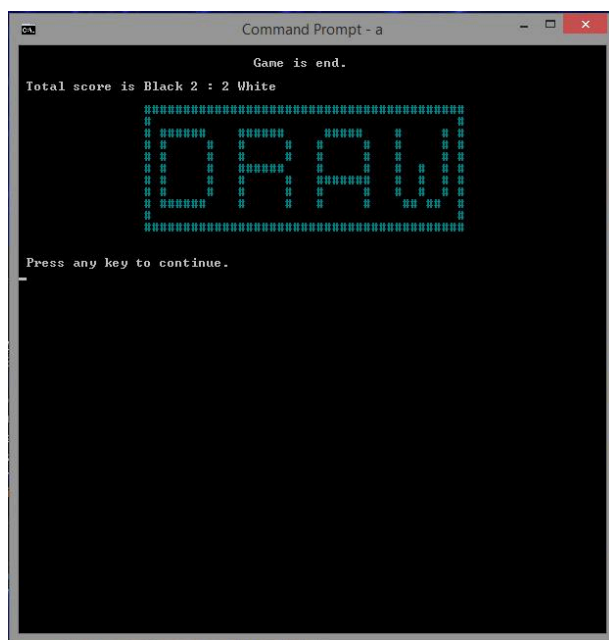 Command Prompt - a
Game is end.
Total score is Black 2 : 2 White
DRAW
Press any key to continue.